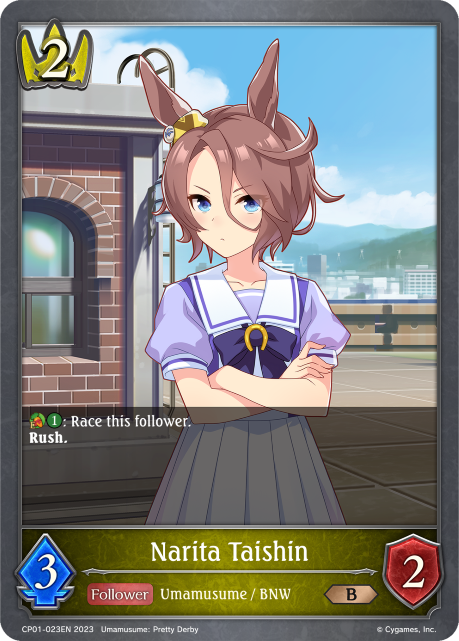 2
1: Race this follower.
Rush.
Narita Taishin
3
Follower Umamusume / BNW B
2
CP01-023EN 2023 Umamusume: Pretty Derby © Cygames, Inc.